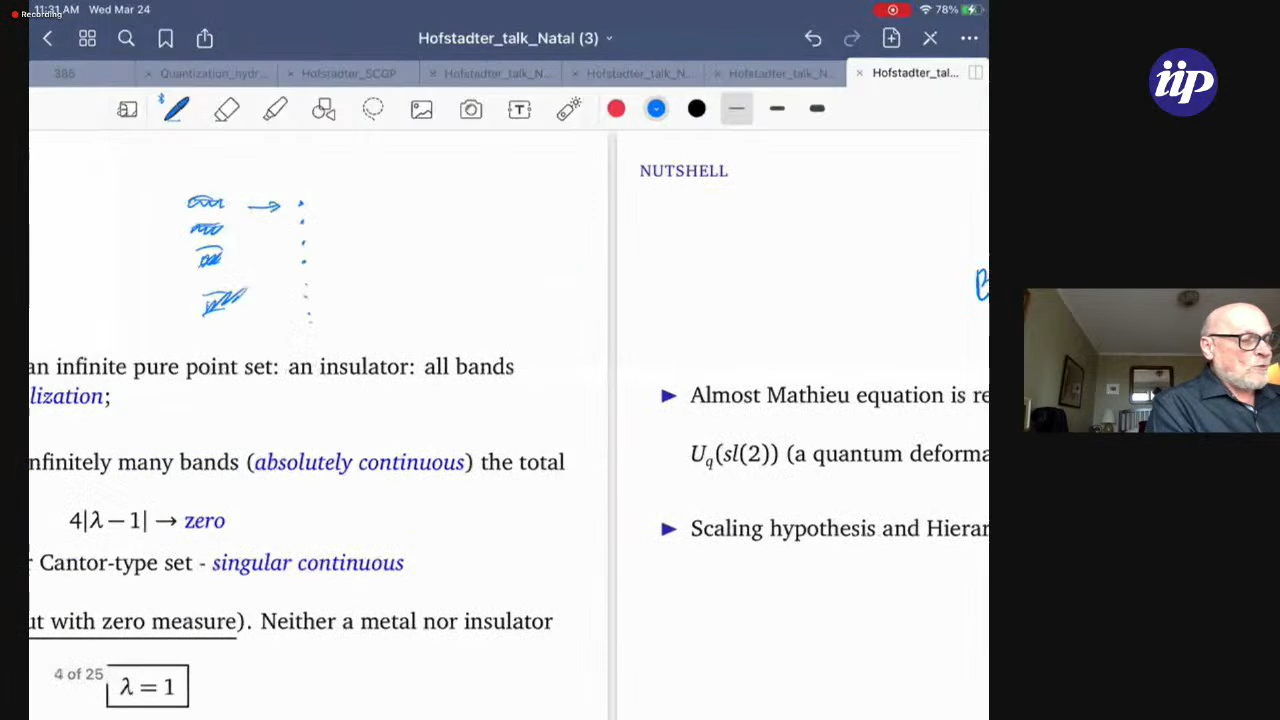 11:31 AM Wed Mar 24
Recording
78%
Hofstadter_talk_Natal (3)
385
Quantization_hydr...
Hofstadter_SCGP
Hofstadter_talk_N...
Hofstadter_talk_N...
Hofstadter_talk_N...
Hofstadter_tal...
iip
an infinite pure point set: an insulator: all bands
lization;
nfinitely many bands (absolutely continuous) the total
4|λ − 1| → zero
r Cantor-type set - singular continuous
ut with zero measure). Neither a metal nor insulator
4 of 25
λ = 1
NUTSHELL
▶ Almost Mathieu equation is re
U_q(sl(2)) (a quantum deforma
▶ Scaling hypothesis and Hierar